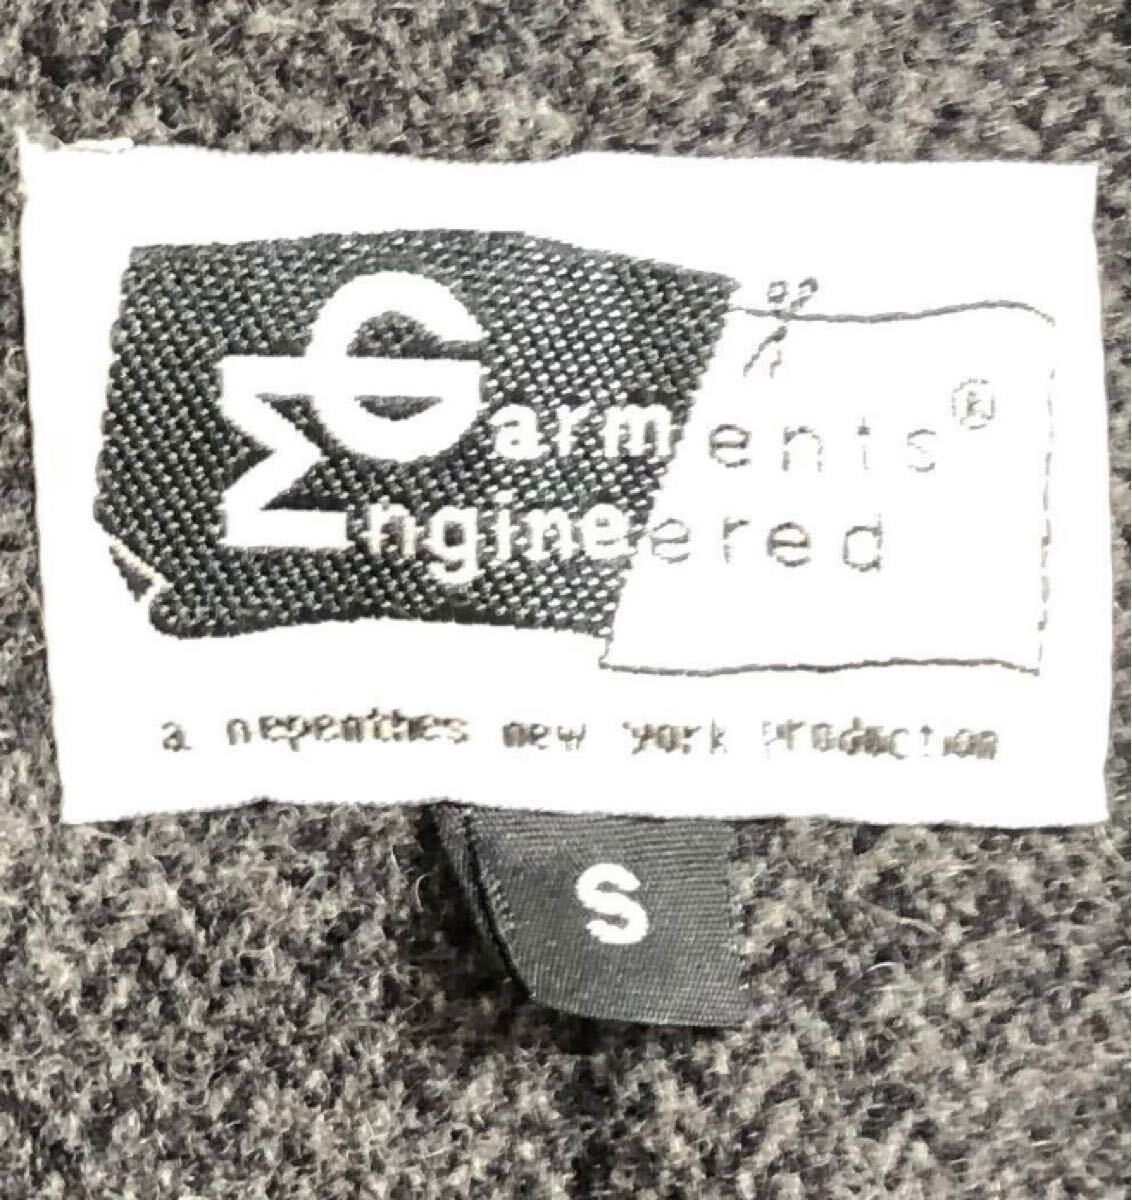 Garments®
Engineered
a nepenthes new york production
S